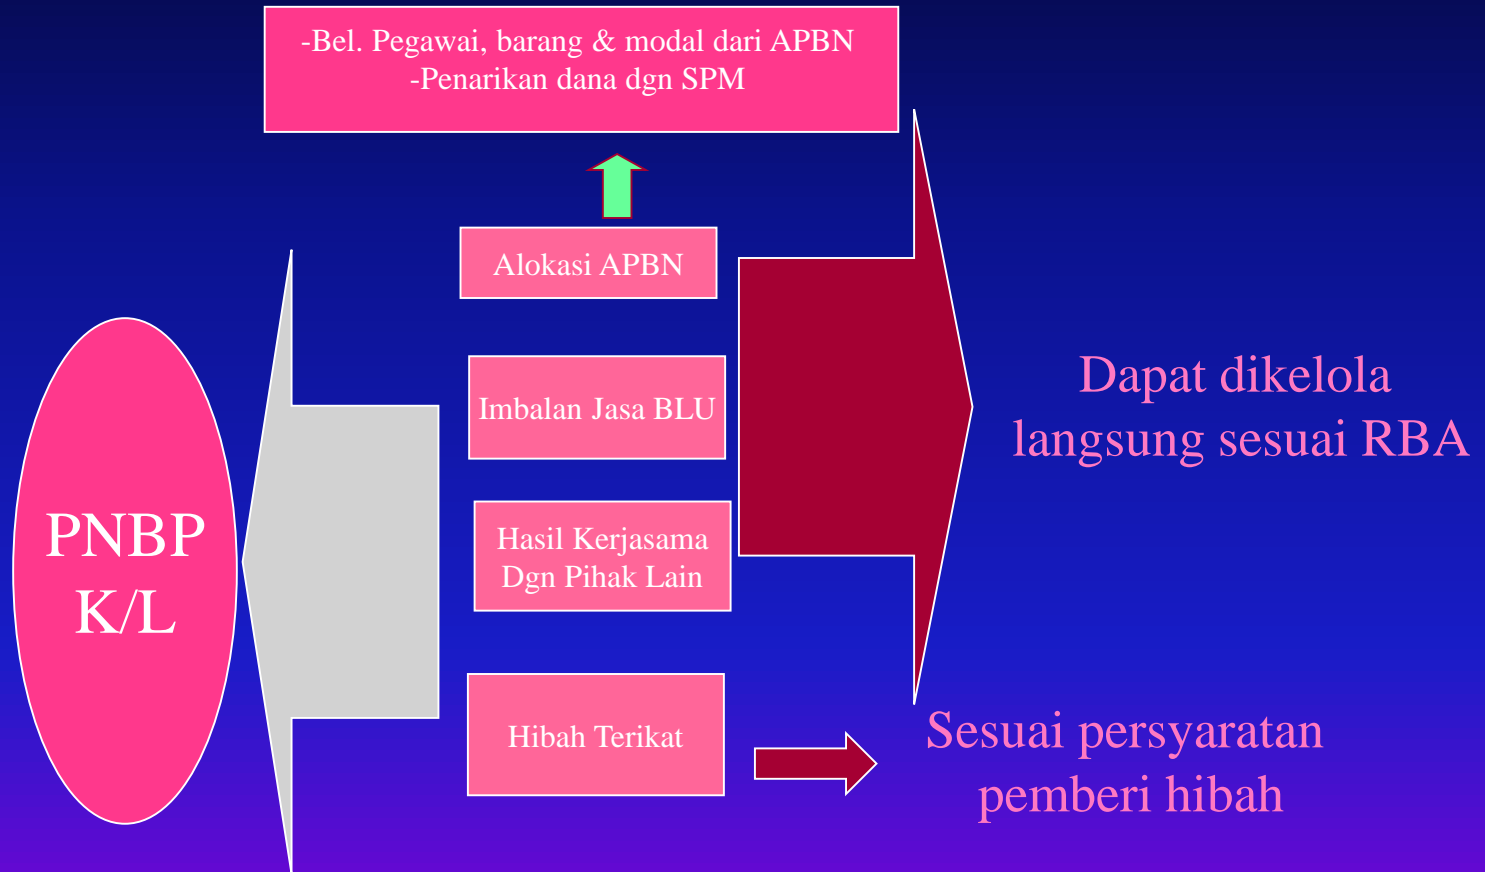 -Bel. Pegawai, barang & modal dari APBN
-Penarikan dana dgn SPM
Alokasi APBN
Imbalan Jasa BLU
Hasil Kerjasama
Dgn Pihak Lain
Hibah Terikat
PNBP
K/L
Dapat dikelola
langsung sesuai RBA
Sesuai persyaratan
pemberi hibah